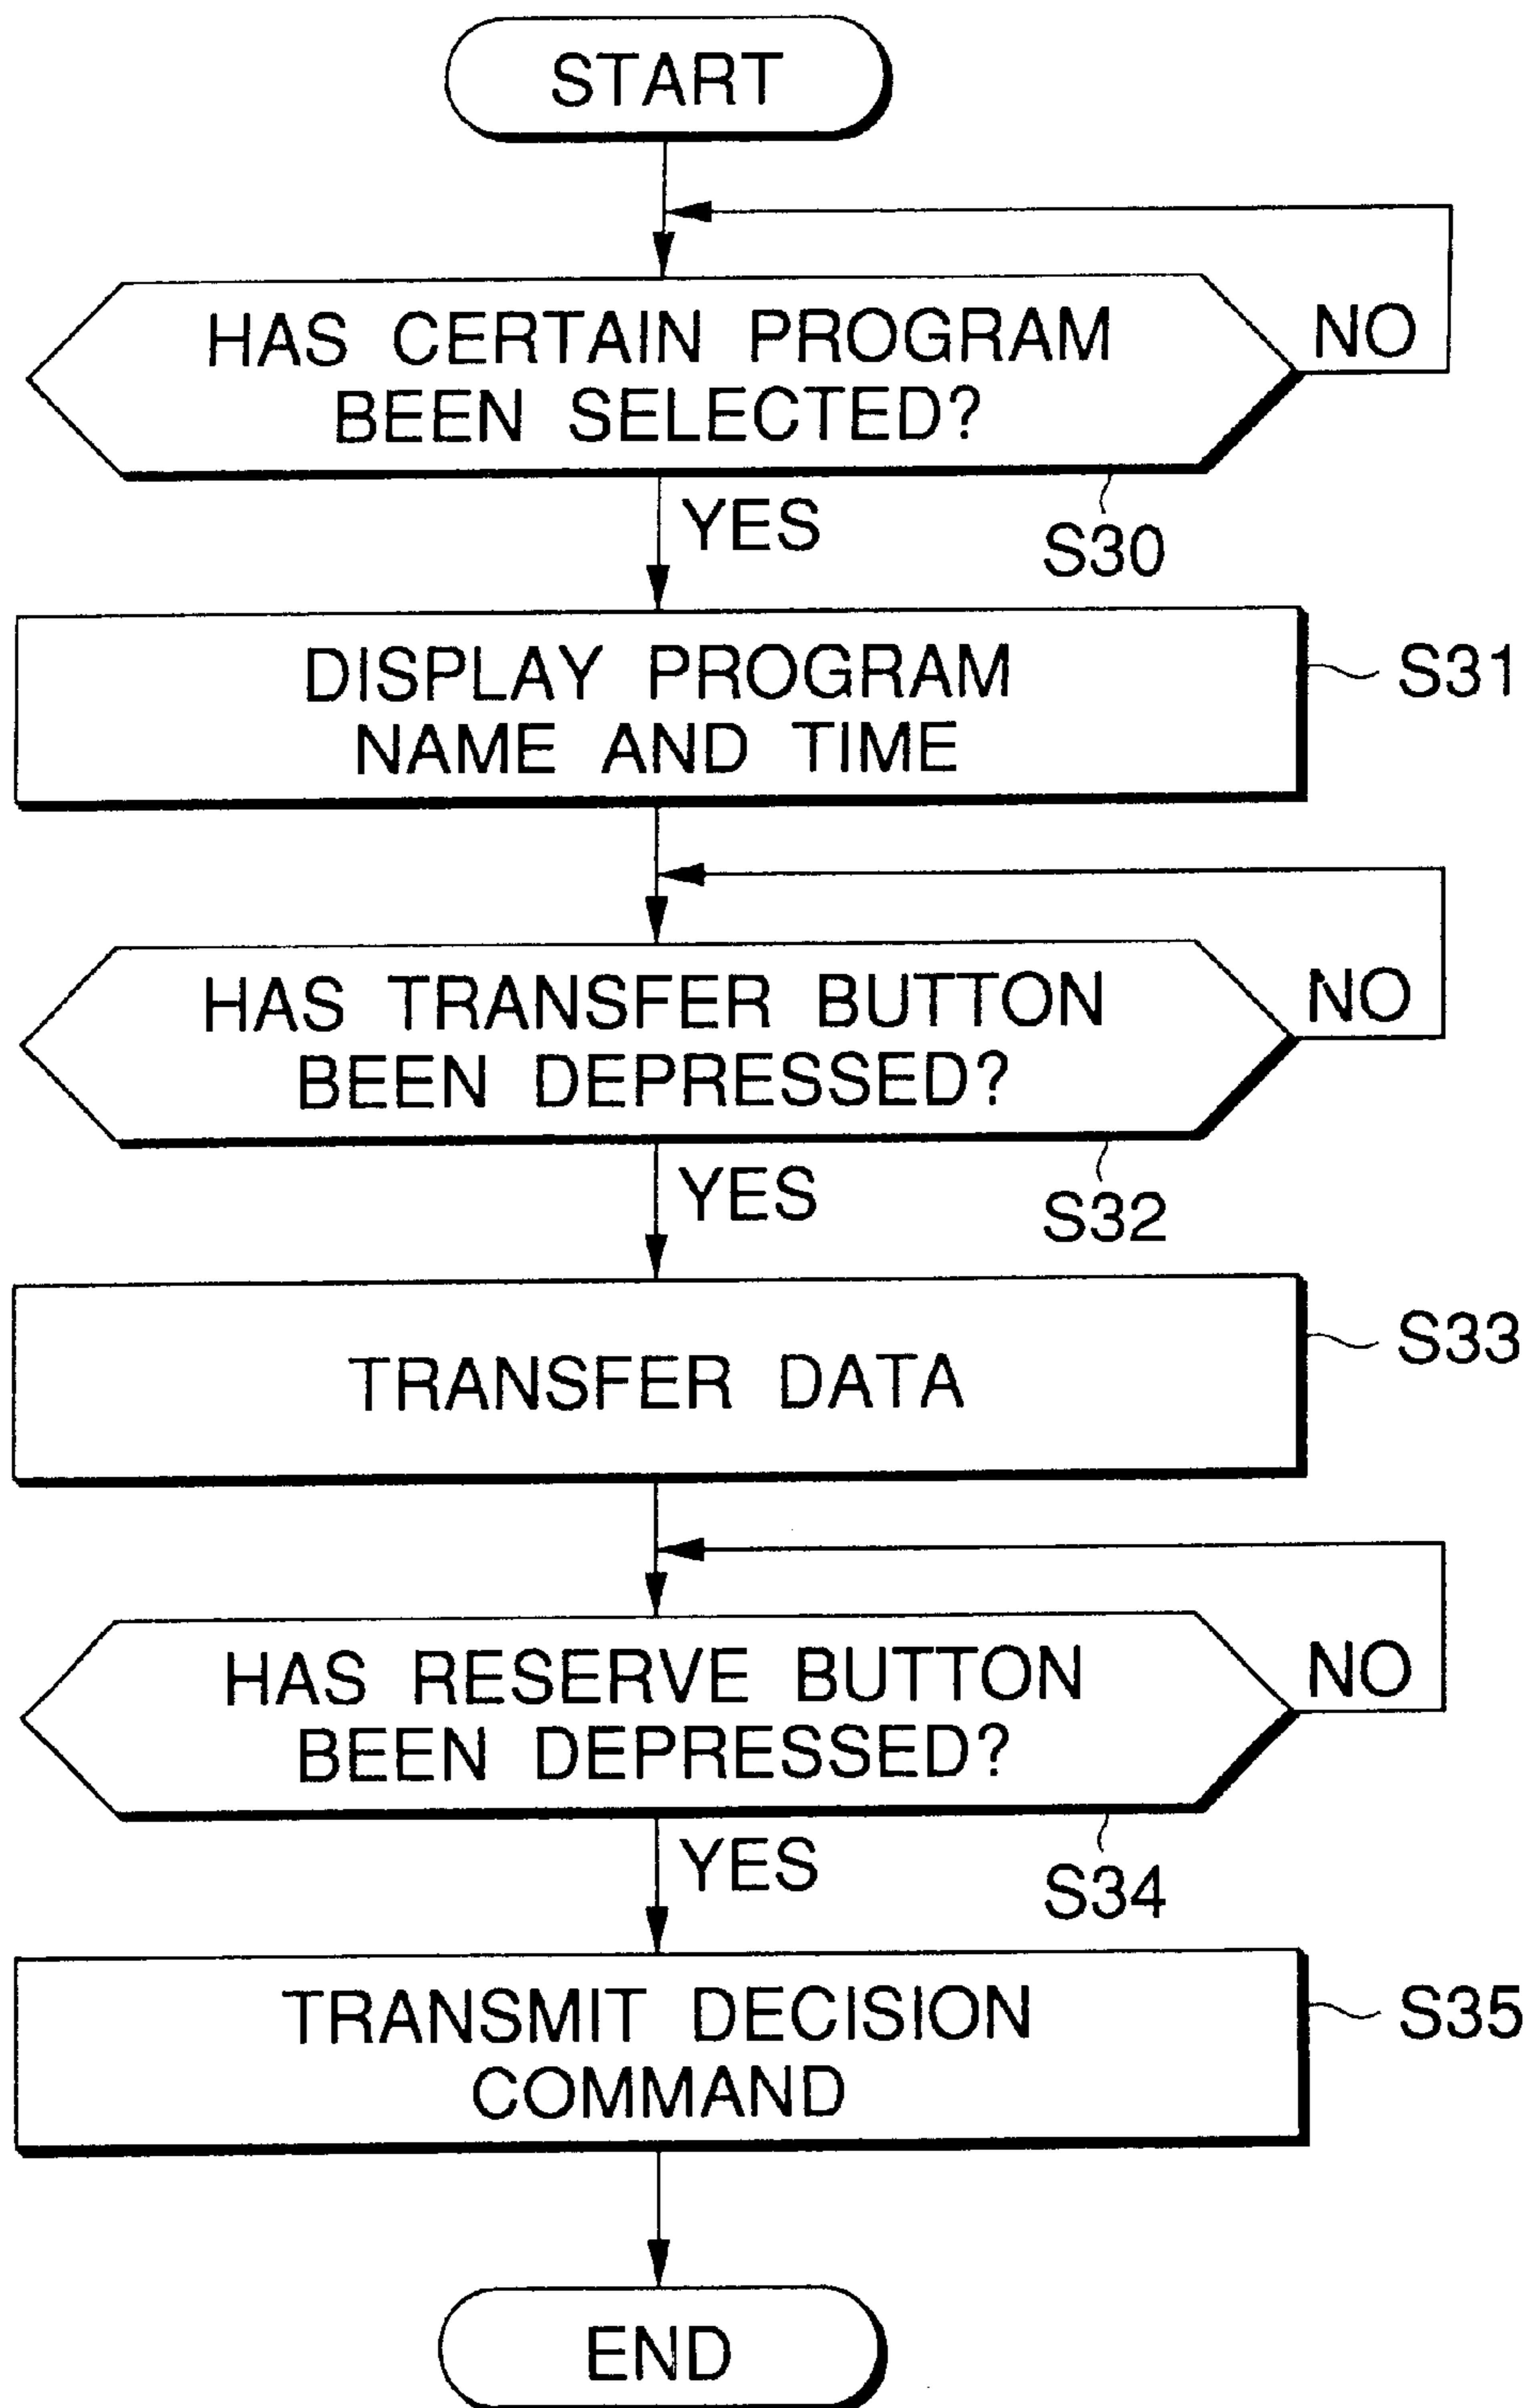 START
HAS CERTAIN PROGRAM
BEEN SELECTED?
NO
YES
S30
DISPLAY PROGRAM
NAME AND TIME
S31
HAS TRANSFER BUTTON
BEEN DEPRESSED?
NO
YES
S32
TRANSFER DATA
S33
HAS RESERVE BUTTON
BEEN DEPRESSED?
NO
YES
S34
TRANSMIT DECISION
COMMAND
S35
END